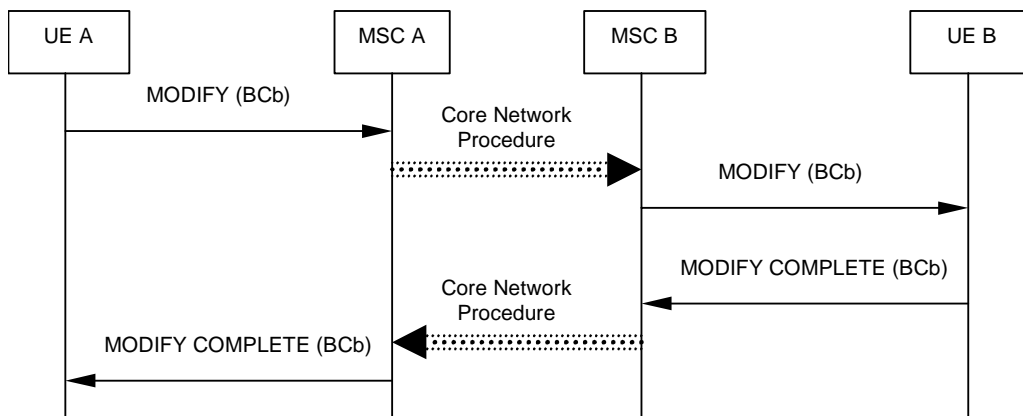 UE A
MSC A
MSC B
UE B
MODIFY (BCb)
Core Network
Procedure
MODIFY (BCb)
MODIFY COMPLETE (BCb)
Core Network
Procedure
MODIFY COMPLETE (BCb)